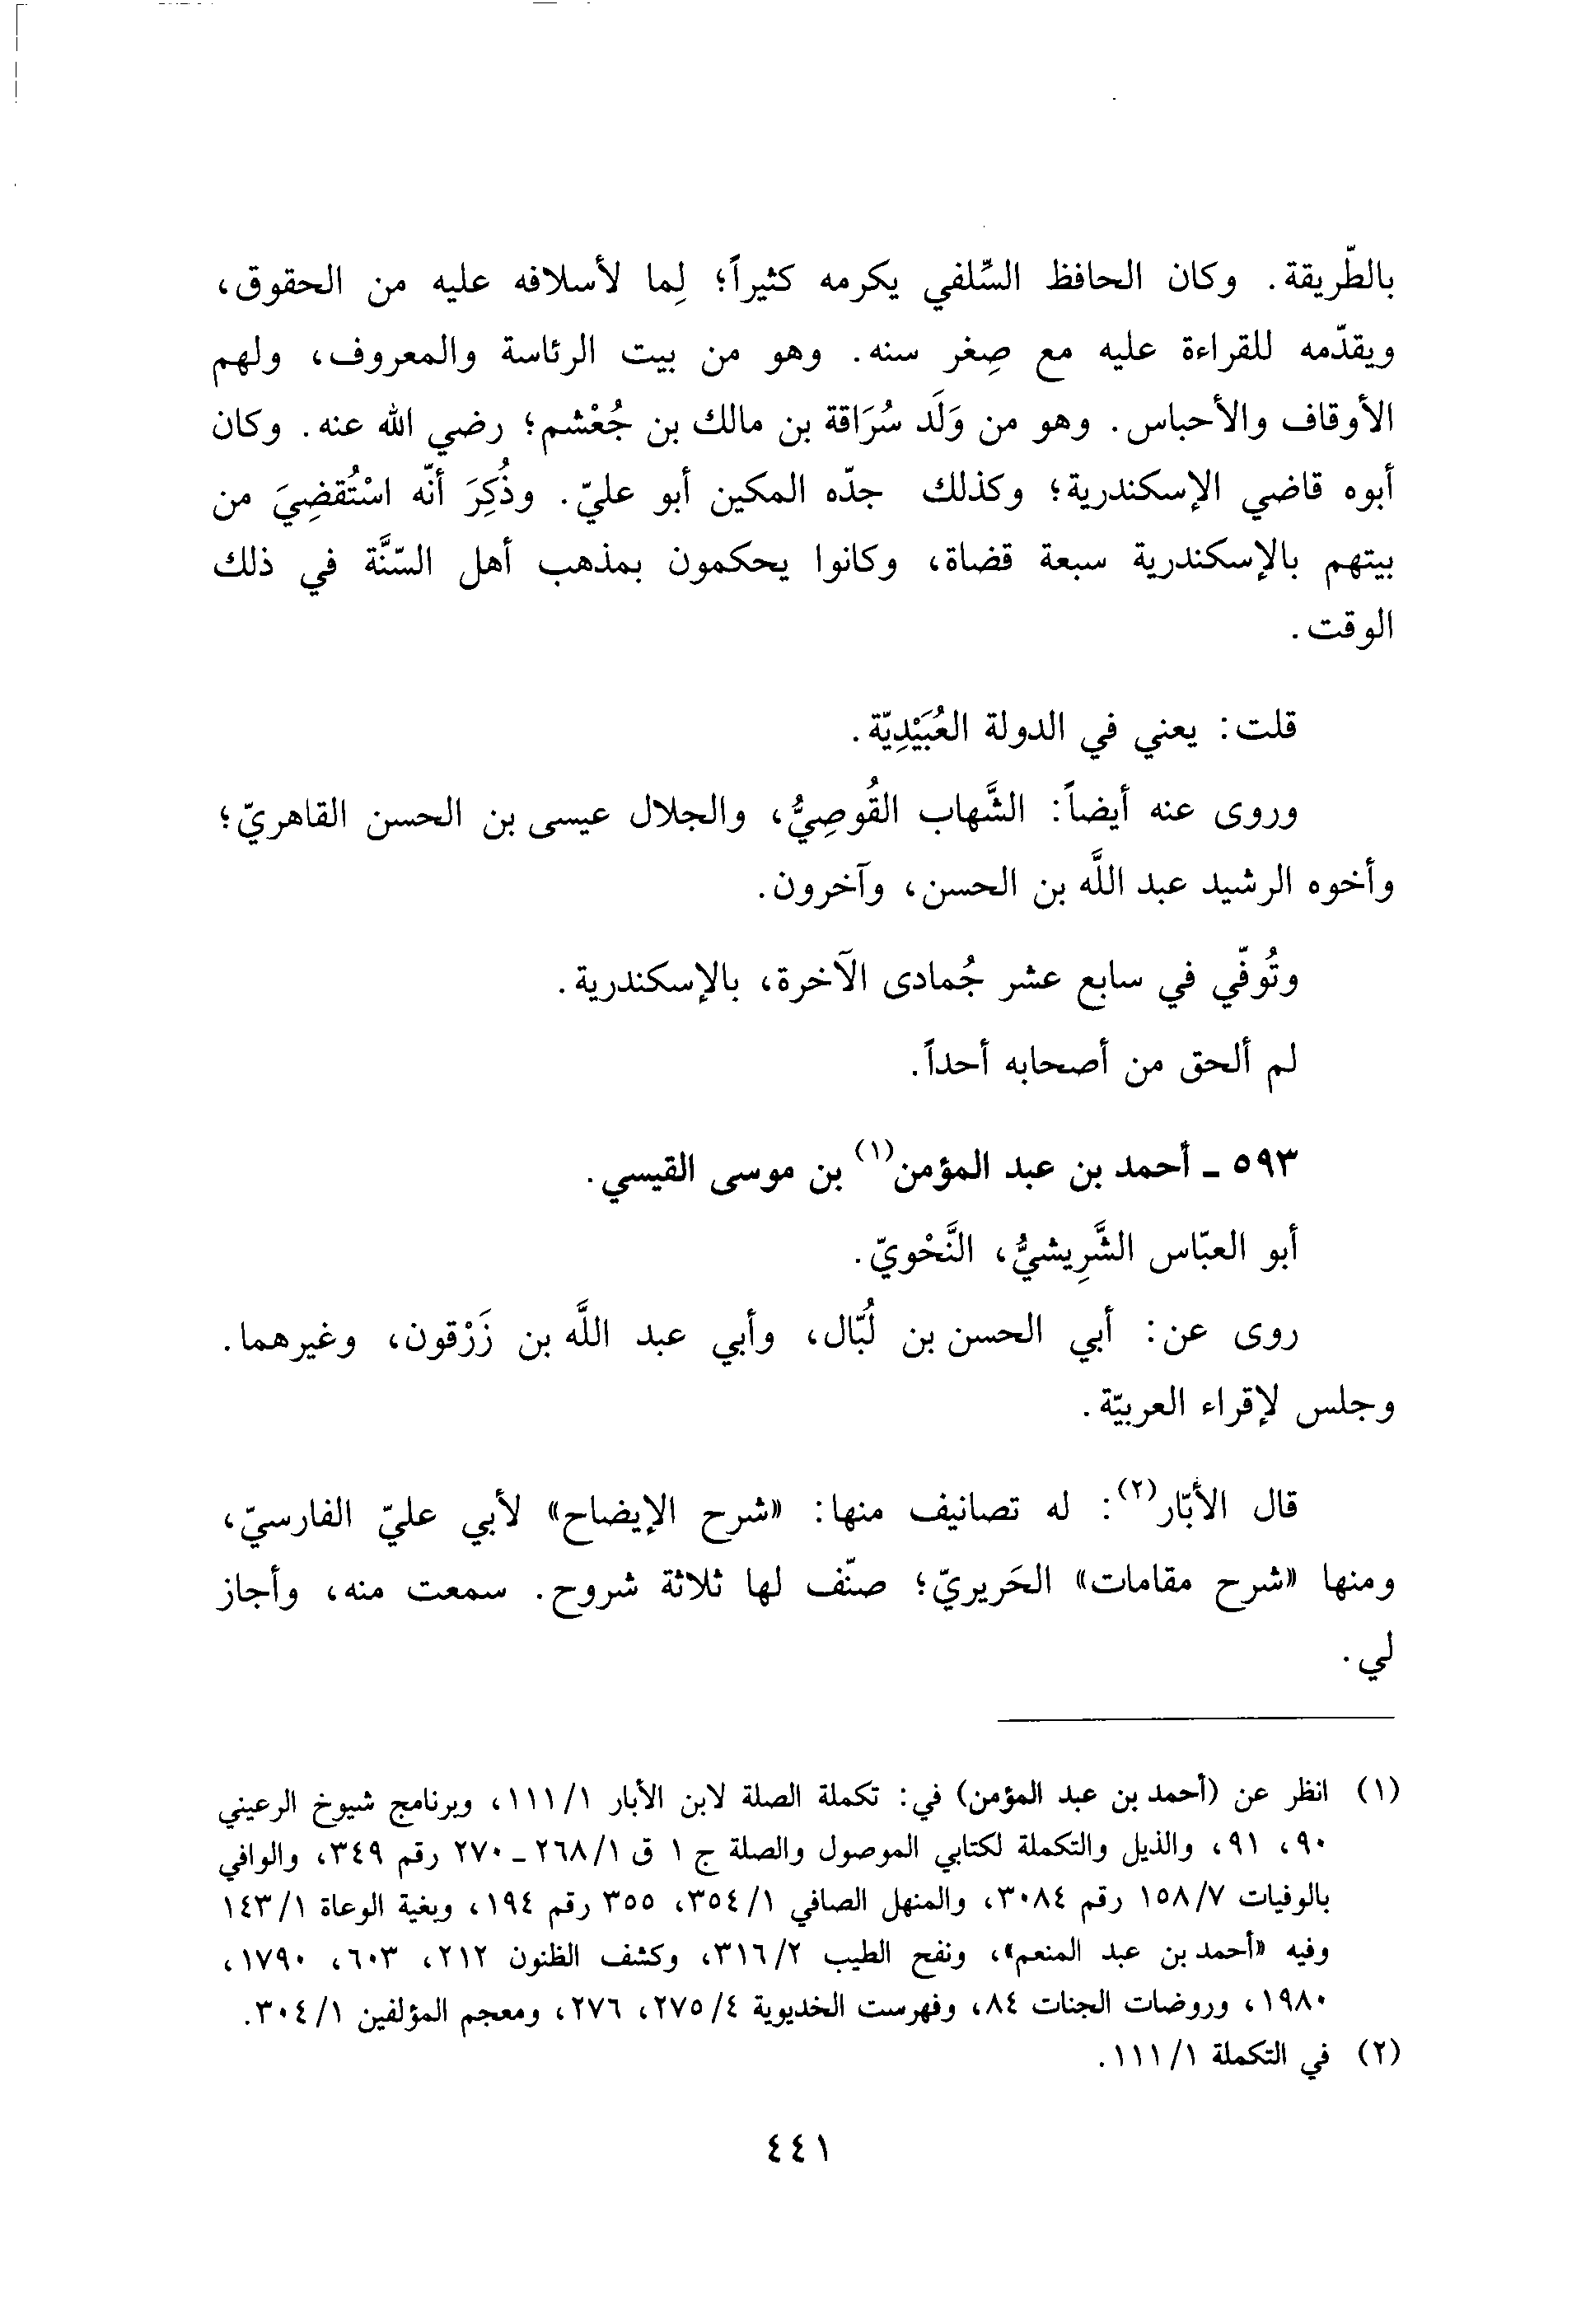 بالطّريقة. وكان الحافظ السِّلفي يكرمه كثيراً؛ لِما لأسلافه عليه من الحقوق،
ويقدّمه للقراءة عليه مع صِغر سنه. وهو من بيت الرئاسة والمعروف، ولهم
الأوقاف والأحباس. وهو من وَلَد سُرَاقة بن مالك بن جُعْشم؛ رضي الله عنه. وكان
أبوه قاضي الإسكندرية؛ وكذلك جدّه المكين أبو عليّ. وذُكِرَ أنّه اسْتُقضِيَ من
بيتهم بالإسكندرية سبعة قضاة، وكانوا يحكمون بمذهب أهل السّنَّة في ذلك
الوقت.
قلت: يعني في الدولة العُبَيْدِيّة.
وروى عنه أيضاً: الشَّهاب القُوصِيُّ، والجلال عيسى بن الحسن القاهريّ؛
وأخوه الرشيد عبد اللَّه بن الحسن، وآخرون.
وتُوفّي في سابع عشر جُمادى الآخرة، بالإسكندرية.
لم ألحق من أصحابه أحداً.
٥٩٣ ـ أحمد بن عبد المؤمن(١) بن موسى القيسي.
أبو العبّاس الشَّرِيشيُّ، النَّحْويّ.
روى عن: أبي الحسن بن لُبّال، وأبي عبد اللَّه بن زَرْقون، وغيرهما.
وجلس لإقراء العربيّة.
قال الأبّار(٢): له تصانيف منها: «شرح الإيضاح» لأبي عليّ الفارسيّ،
ومنها «شرح مقامات» الحَريريّ؛ صنّف لها ثلاثة شروح. سمعت منه، وأجاز
لي.
(١) انظر عن (أحمد بن عبد المؤمن) في: تكملة الصلة لابن الأبار ١/ ١١١، وبرنامج شيوخ الرعيني
٩٠، ٩١، والذيل والتكملة لكتابي الموصول والصلة ج ١ ق ١/ ٢٦٨ ـ ٢٧٠ رقم ٣٤٩، والوافي
بالوفيات ٧/ ١٥٨ رقم ٣٠٨٤، والمنهل الصافي ١/ ٣٥٤، ٣٥٥ رقم ١٩٤، وبغية الوعاة ١/ ١٤٣
وفيه «أحمد بن عبد المنعم»، ونفح الطيب ٢/ ٣١٦، وكشف الظنون ٢١٢، ٦٠٣، ١٧٩٠،
١٩٨٠، وروضات الجنات ٨٤، وفهرست الخديوية ٤/ ٢٧٥، ٢٧٦، ومعجم المؤلفين ١/ ٣٠٤.
(٢) في التكملة ١/ ١١١.
٤٤١